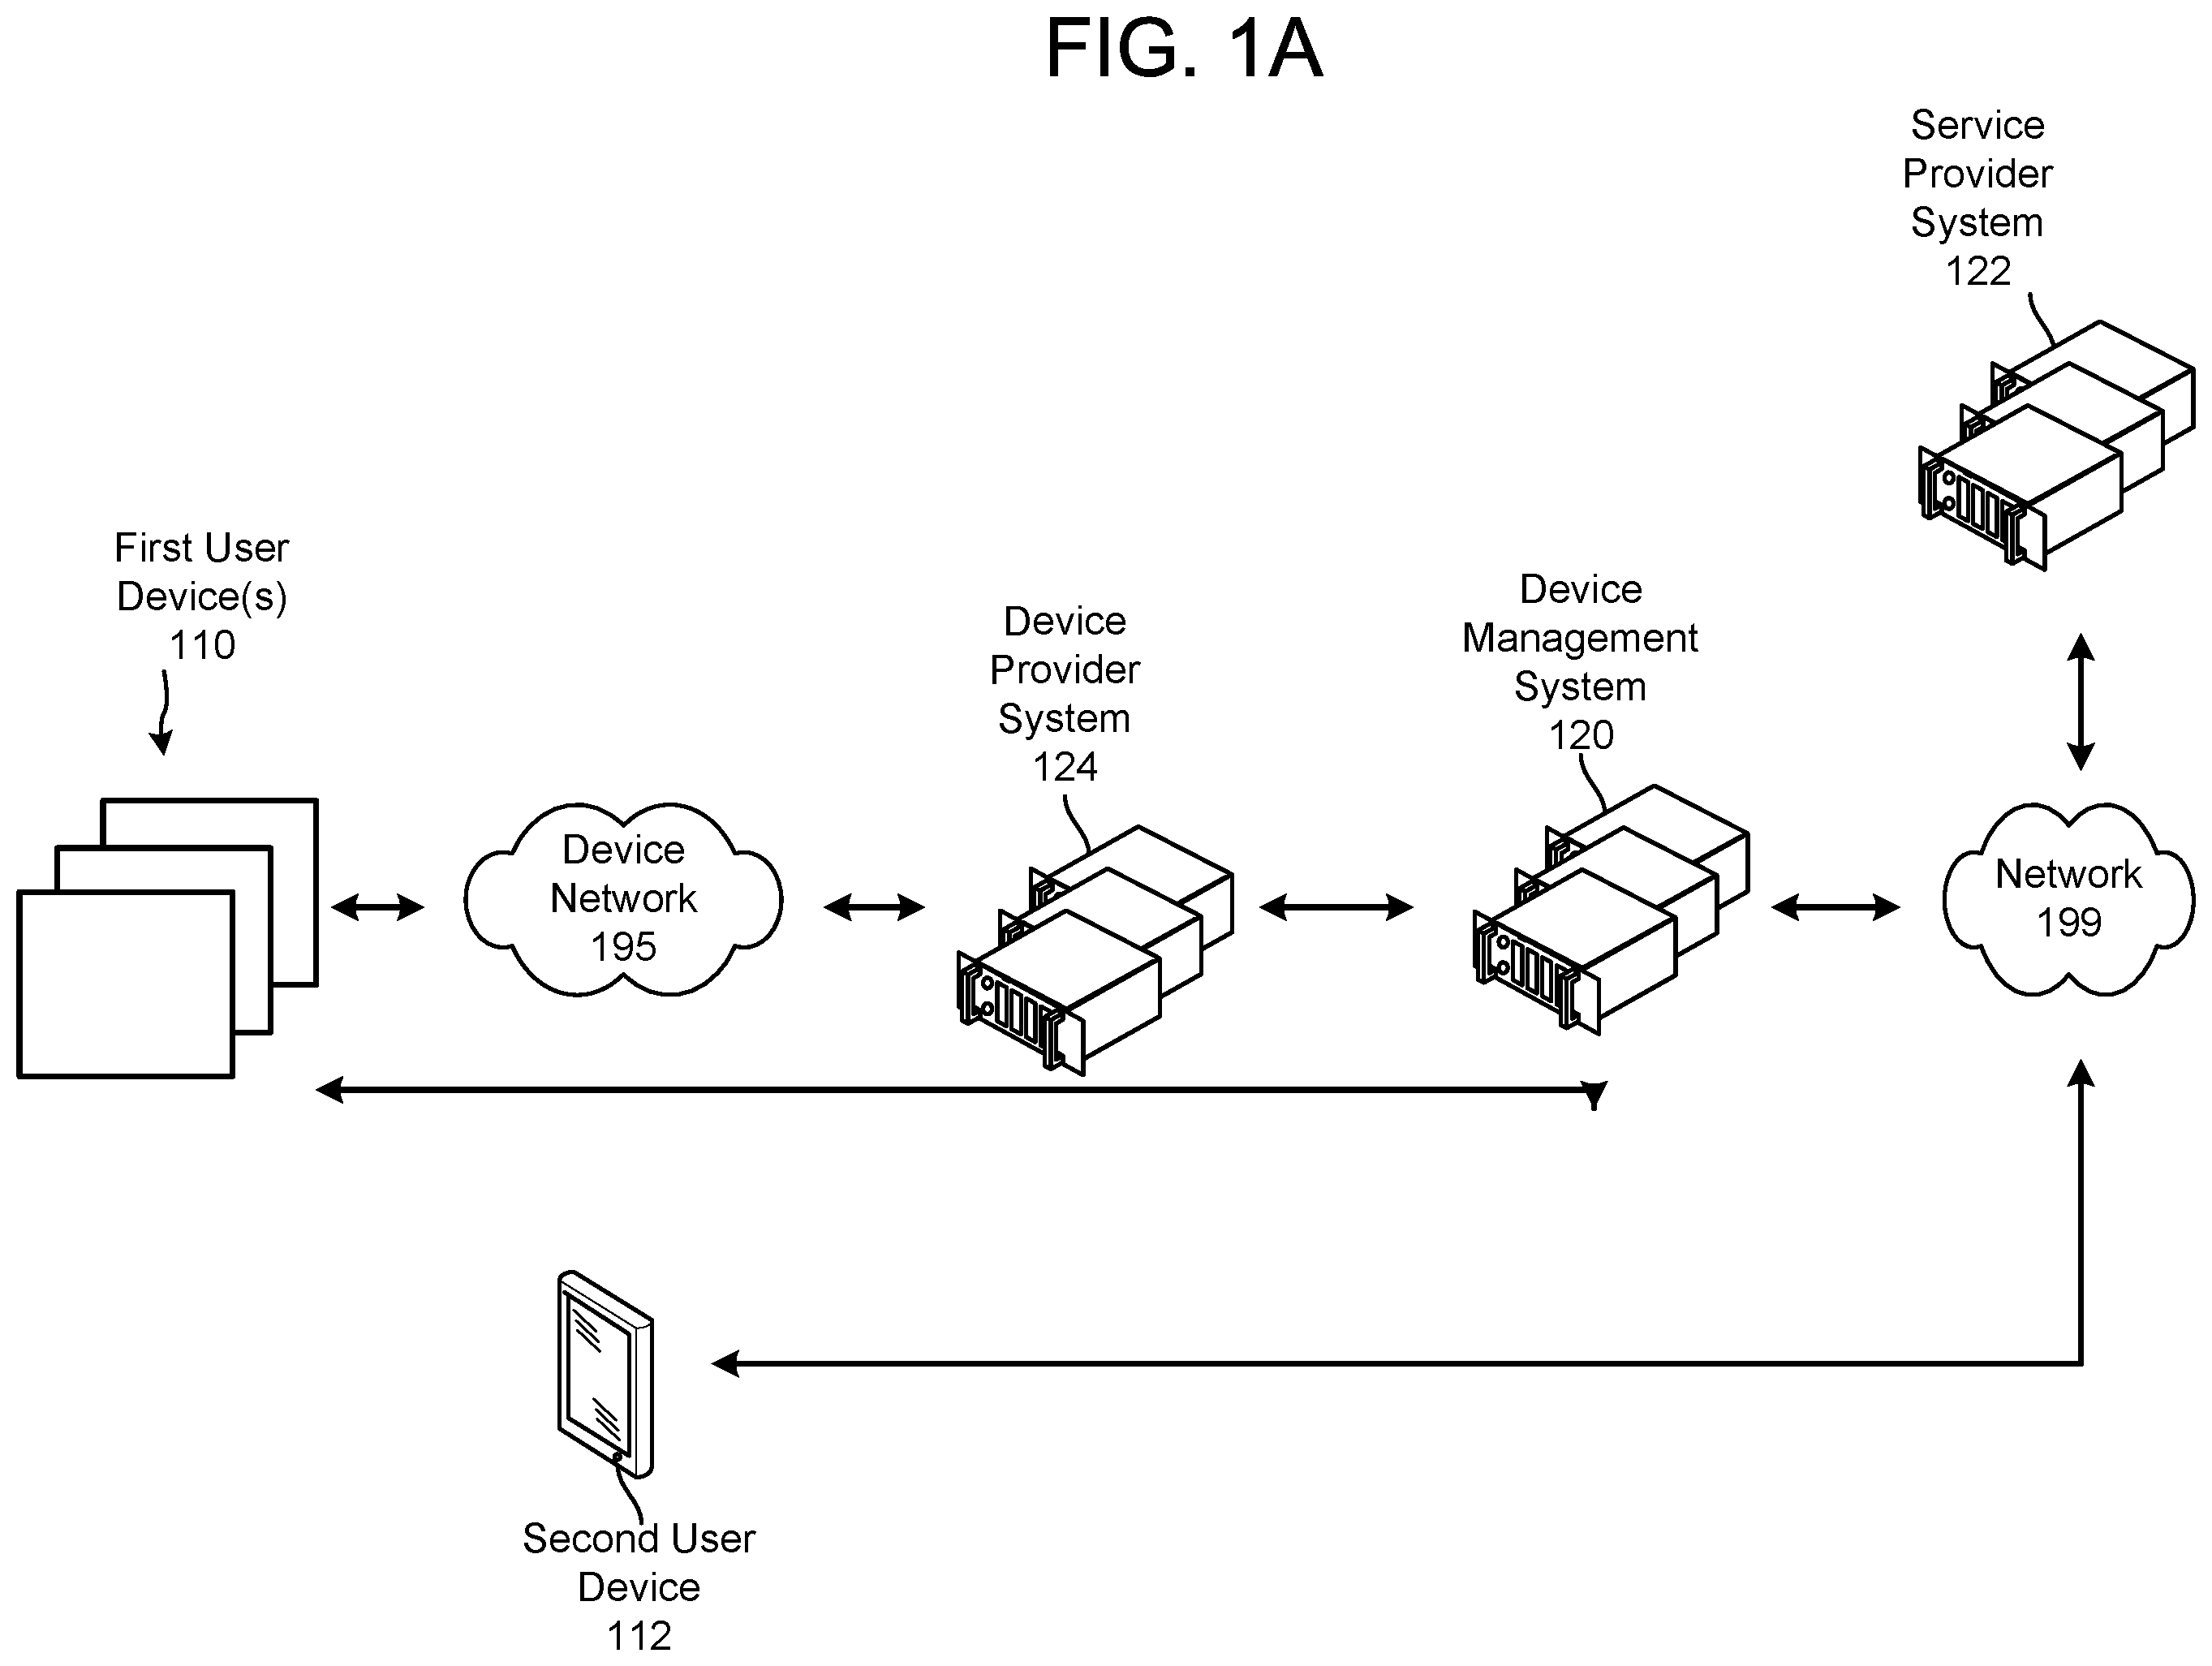 FIG. 1A
Service
Provider
System
122
First User
Device(s)
110
Device
Provider
System
124
Device
Management
System
120
Device
Network
195
Network
199
Second User
Device
112